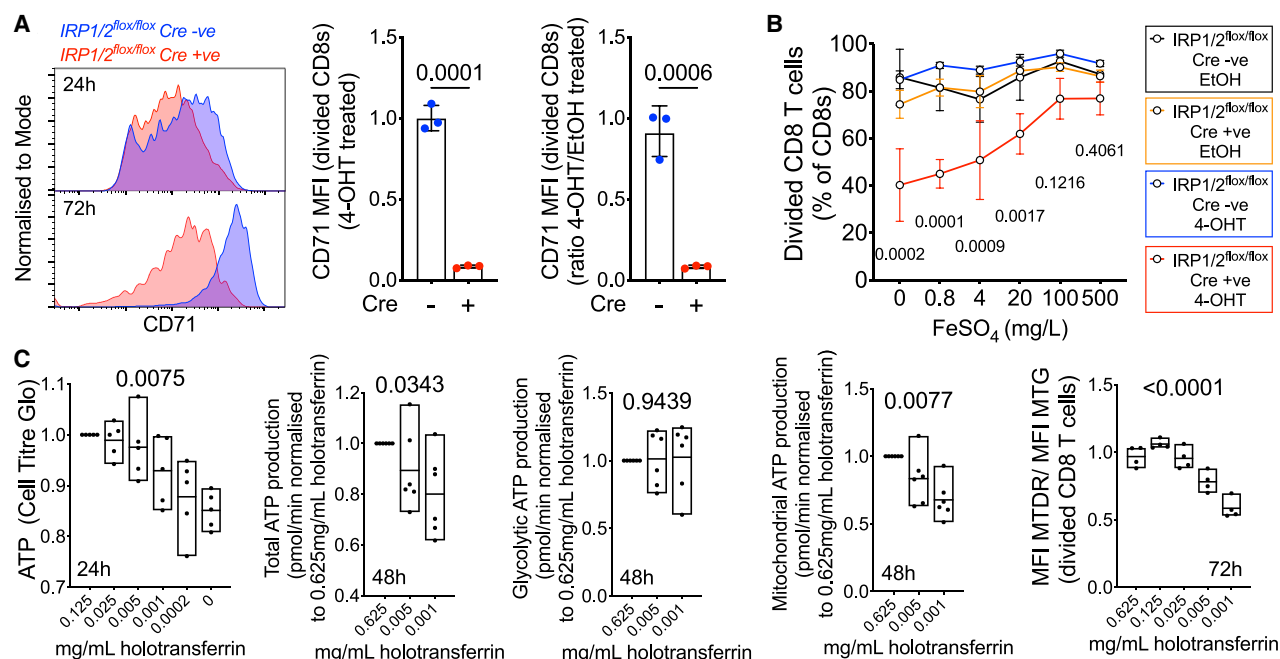 A
IRP1/2flox/flox Cre -ve
IRP1/2flox/flox Cre +ve
24h
72h
Normalised to Mode
CD71
CD71 MFI (divided CD8s)
(4-OHT treated)
1.5
1.0
0.5
0.0
0.0001
Cre - +
CD71 MFI (divided CD8s)
(ratio 4-OHT/EtOH treated)
1.5
1.0
0.5
0.0
0.0006
Cre - +
B
Divided CD8 T cells
(% of CD8s)
100
80
60
40
20
0
0.0002
0.0001
0.0009
0.0017
0.1216
0.4061
0 0.8 4 20 100 500
FeSO4 (mg/L)
IRP1/2flox/flox
Cre -ve
EtOH
IRP1/2flox/flox
Cre +ve
EtOH
IRP1/2flox/flox
Cre -ve
4-OHT
IRP1/2flox/flox
Cre +ve
4-OHT
C
ATP (Cell Titre Glo)
1.1
1.0
0.9
0.8
0.7
0.0075
24h
0.125 0.025 0.005 0.001 0.0002 0
mg/mL holotransferrin
Total ATP production
(pmol/min normalised
to 0.625mg/mL holotransferrin)
1.2
1.0
0.8
0.6
0.4
0.0343
48h
0.625 0.005 0.001
mg/mL holotransferrin
Glycolytic ATP production
(pmol/min normalised
to 0.625mg/mL holotransferrin)
1.5
1.0
0.5
0.0
0.9439
48h
0.625 0.005 0.001
mg/mL holotransferrin
Mitochondrial ATP production
(pmol/min normalised
to 0.625mg/mL holotransferrin)
1.5
1.0
0.5
0.0
0.0077
48h
0.625 0.005 0.001
mg/mL holotransferrin
MFI MTDR/ MFI MTG
(divided CD8 T cells)
1.5
1.0
0.5
0.0
<0.0001
72h
0.625 0.125 0.025 0.005 0.001
mg/mL holotransferrin